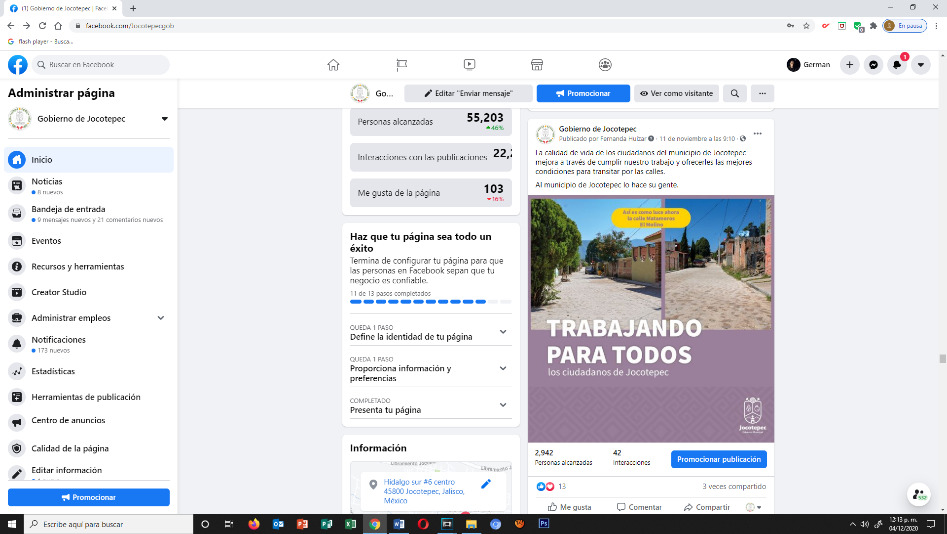 (1) Gobierno de Jocotepec | Face
facebook.com/Jocotepecgob
En pausa
flash player - Busca...
Buscar en Facebook
German
1
Administrar página
Gobierno de Jocotepec
Inicio
Noticias
8 nuevos
Bandeja de entrada
9 mensajes nuevos y 21 comentarios nuevos
Eventos
Recursos y herramientas
Creator Studio
Administrar empleos
Notificaciones
173 nuevos
Estadísticas
Herramientas de publicación
Centro de anuncios
Calidad de la página
Editar información
Promocionar
Go...
Editar "Enviar mensaje"
Promocionar
Ver como visitante
Personas alcanzadas
55,203
46%
Interacciones con las publicaciones
22,2
Me gusta de la página
103
16%
Haz que tu página sea todo un
éxito
Termina de configurar tu página para que
las personas en Facebook sepan que tu
negocio es confiable.
11 de 13 pasos completados
QUEDA 1 PASO
Define la identidad de tu página
QUEDA 1 PASO
Proporciona información y
preferencias
COMPLETADO
Presenta tu página
Información
Libramiento Jocotep
Libramiento
Hidalgo sur #6 centro
45800 Jocotepec, Jalisco,
México
Gobierno de Jocotepec
Publicado por Fernanda Huizar · 11 de noviembre a las 9:10 ·
La calidad de vida de los ciudadanos del municipio de Jocotepec
mejora a través de cumplir nuestro trabajo y ofrecerles las mejores
condiciones para transitar por las calles.
Al municipio de Jocotepec lo hace su gente.
Así es como luce ahora
la calle Matamoros
El Molino
TRABAJANDO
PARA TODOS
los ciudadanos de Jocotepec
Jocotepec
2,942
Personas alcanzadas
42
Interacciones
Promocionar publicación
13
3 veces compartido
Me gusta
Comentar
Compartir
Escribe aquí para buscar
12:13 p. m.
04/12/2020